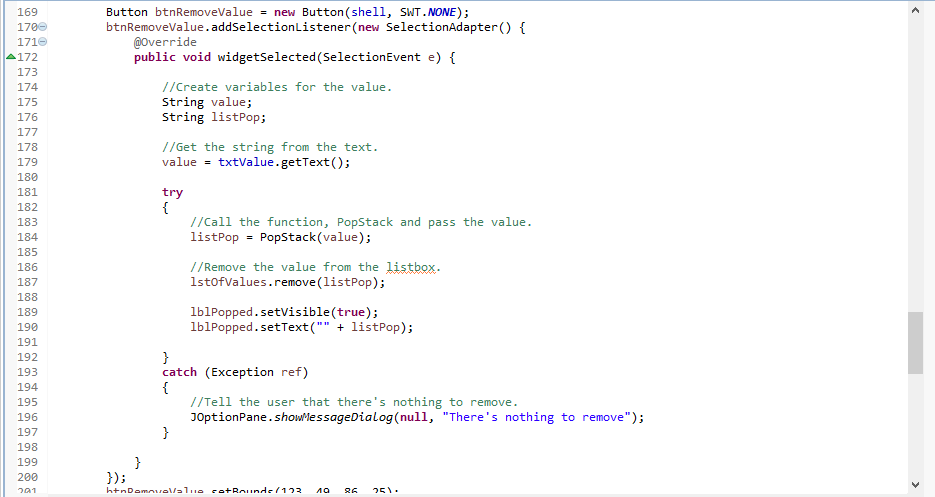 169 Button btnRemoveValue = new Button(shell, SWT.NONE);
170 btnRemoveValue.addSelectionListener(new SelectionAdapter() {
171 @Override
172 public void widgetSelected(SelectionEvent e) {
173
174 //Create variables for the value.
175 String value;
176 String listPop;
177
178 //Get the string from the text.
179 value = txtValue.getText();
180
181 try
182 {
183 //Call the function, PopStack and pass the value.
184 listPop = PopStack(value);
185
186 //Remove the value from the listbox.
187 lstOfValues.remove(listPop);
188
189 lblPopped.setVisible(true);
190 lblPopped.setText("" + listPop);
191
192 }
193 catch (Exception ref)
194 {
195 //Tell the user that there's nothing to remove.
196 JOptionPane.showMessageDialog(null, "There's nothing to remove");
197 }
198
199 }
200 });
201 btnRemoveValue.setBounds(123, 49, 86, 25);